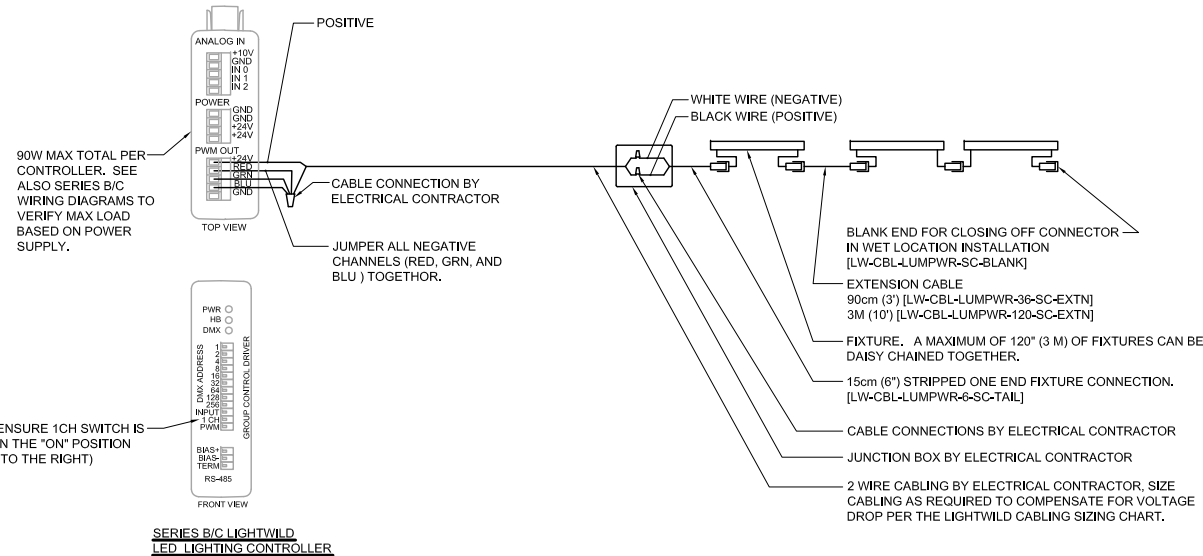 POSITIVE
ANALOG IN
+10V
GND
IN 0
IN 1
IN 2
POWER
GND
GND
+24V
+24V
PWM OUT
+24V
RED
GRN
BLU
GND
TOP VIEW
90W MAX TOTAL PER
CONTROLLER. SEE
ALSO SERIES B/C
WIRING DIAGRAMS TO
VERIFY MAX LOAD
BASED ON POWER
SUPPLY.
CABLE CONNECTION BY
ELECTRICAL CONTRACTOR
JUMPER ALL NEGATIVE
CHANNELS (RED, GRN, AND
BLU ) TOGETHOR.
WHITE WIRE (NEGATIVE)
BLACK WIRE (POSITIVE)
BLANK END FOR CLOSING OFF CONNECTOR
IN WET LOCATION INSTALLATION
[LW-CBL-LUMPWR-SC-BLANK]
EXTENSION CABLE
90cm (3') [LW-CBL-LUMPWR-36-SC-EXTN]
3M (10') [LW-CBL-LUMPWR-120-SC-EXTN]
FIXTURE. A MAXIMUM OF 120" (3 M) OF FIXTURES CAN BE
DAISY CHAINED TOGETHER.
15cm (6") STRIPPED ONE END FIXTURE CONNECTION.
[LW-CBL-LUMPWR-6-SC-TAIL]
CABLE CONNECTIONS BY ELECTRICAL CONTRACTOR
JUNCTION BOX BY ELECTRICAL CONTRACTOR
2 WIRE CABLING BY ELECTRICAL CONTRACTOR, SIZE
CABLING AS REQUIRED TO COMPENSATE FOR VOLTAGE
DROP PER THE LIGHTWILD CABLING SIZING CHART.
PWR
HB
DMX
DMX ADDRESS
1
2
4
8
16
32
64
128
256
INPUT
1 CH
PWM
GROUP CONTROL DRIVER
BIAS+
BIAS-
TERM
RS-485
FRONT VIEW
ENSURE 1CH SWITCH IS
N THE "ON" POSITION
TO THE RIGHT)
SERIES B/C LIGHTWILD
LED LIGHTING CONTROLLER